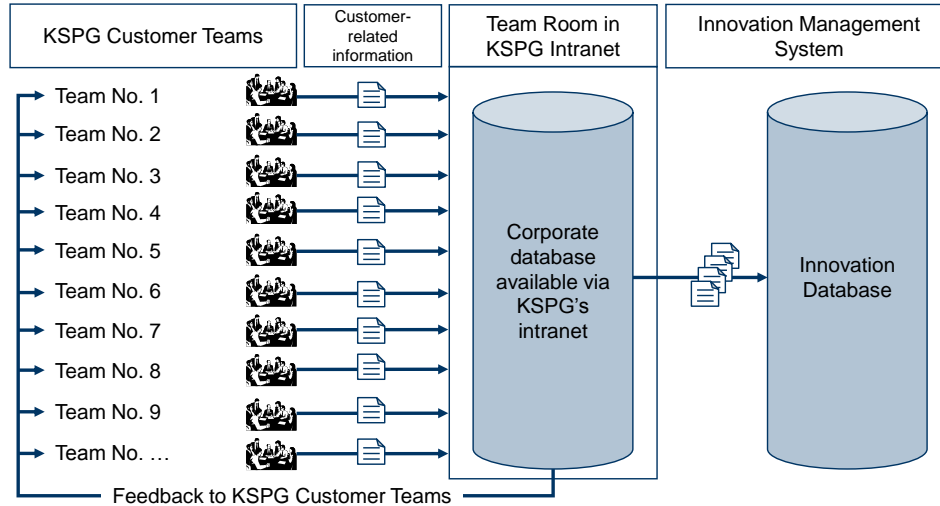 KSPG Customer Teams
Customer-
related
information
Team Room in
KSPG Intranet
Innovation Management
System
Team No. 1
Team No. 2
Team No. 3
Team No. 4
Team No. 5
Team No. 6
Team No. 7
Team No. 8
Team No. 9
Team No. …
Corporate
database
available via
KSPG’s
intranet
Innovation
Database
Feedback to KSPG Customer Teams